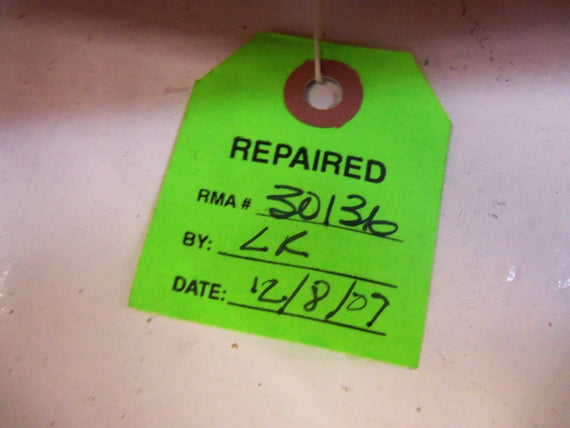 REPAIRED
RMA # 30136
BY: LK
DATE: 12/8/07